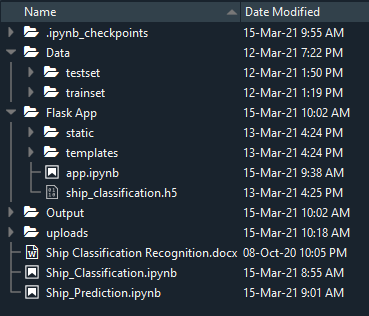 Name Date Modified
.ipynb_checkpoints 15-Mar-21 9:55 AM
Data 12-Mar-21 7:22 PM
testset 12-Mar-21 1:50 PM
trainset 12-Mar-21 1:19 PM
Flask App 15-Mar-21 10:02 AM
static 13-Mar-21 4:24 PM
templates 13-Mar-21 4:24 PM
app.ipynb 15-Mar-21 9:38 AM
ship_classification.h5 13-Mar-21 4:25 PM
Output 15-Mar-21 10:02 AM
uploads 15-Mar-21 10:18 AM
Ship Classification Recognition.docx 08-Oct-20 10:05 PM
Ship_Classification.ipynb 15-Mar-21 8:55 AM
Ship_Prediction.ipynb 15-Mar-21 9:01 AM